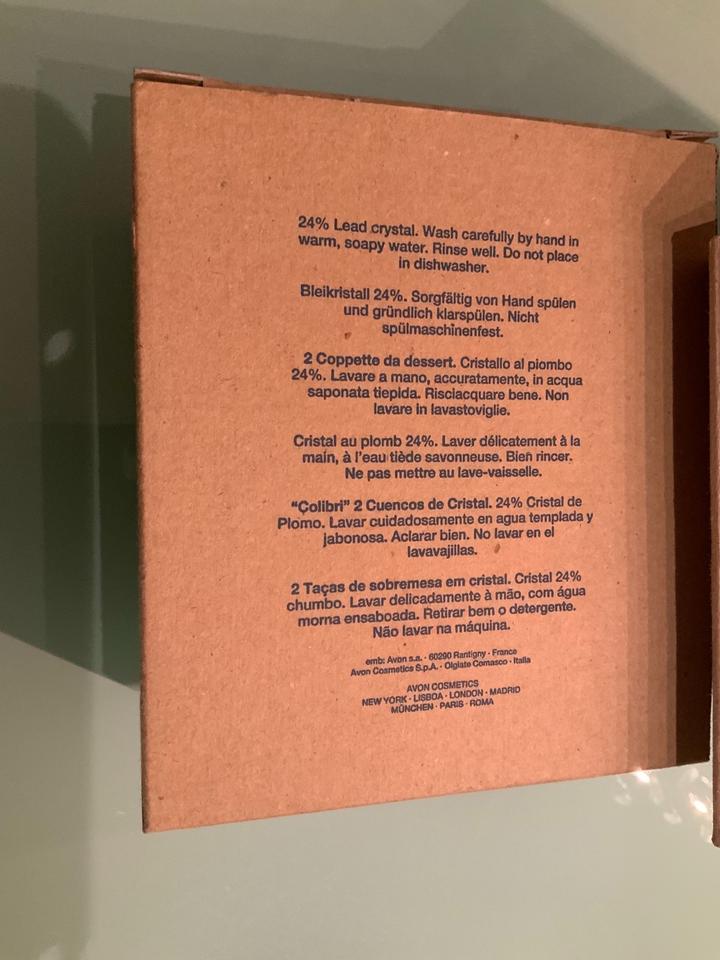 24% Lead crystal. Wash carefully by hand in
warm, soapy water. Rinse well. Do not place
in dishwasher.
Bleikristall 24%. Sorgfältig von Hand spülen
und gründlich klarspülen. Nicht
spülmaschinenfest.
2 Coppette da dessert. Cristallo al piombo
24%. Lavare a mano, accuratamente, in acqua
saponata tiepida. Risciacquare bene. Non
lavare in lavastoviglie.
Cristal au plomb 24%. Laver délicatement à la
main, à l'eau tiède savonneuse. Bien rincer.
Ne pas mettre au lave-vaisselle.
"Çolibri" 2 Cuencos de Cristal. 24% Cristal de
Plomo. Lavar cuidadosamente en agua templada y
jabonosa. Aclarar bien. No lavar en el
lavavajillas.
2 Taças de sobremesa em cristal. Cristal 24%
chumbo. Lavar delicadamente à mão, com água
morna ensaboada. Retirar bem o detergente.
Não lavar na máquina.
emb: Avon s.a. · 60290 Rantigny · France
Avon Cosmetics S.p.A. · Olgiate Comasco · Italia
AVON COSMETICS
NEW YORK · LISBOA · LONDON · MADRID
MÜNCHEN · PARIS · ROMA